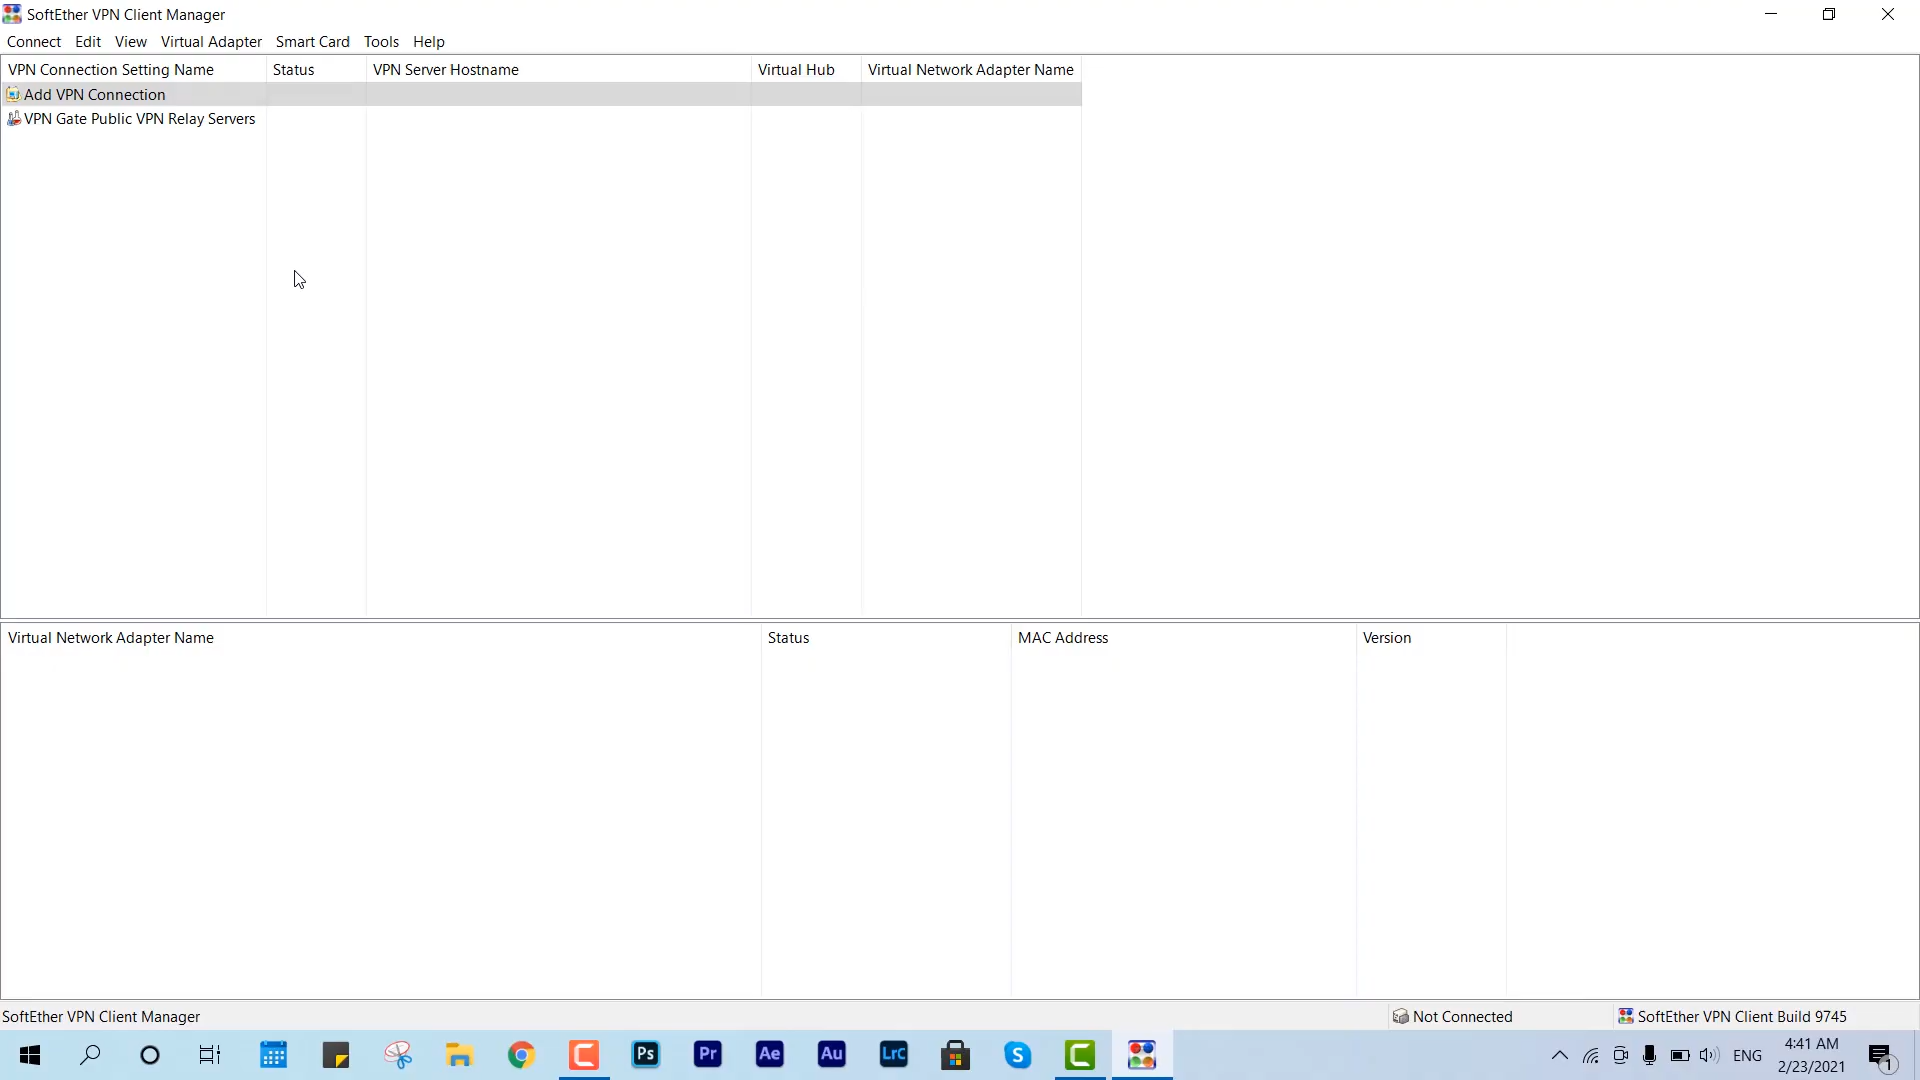 SoftEther VPN Client Manager
Connect Edit View Virtual Adapter Smart Card Tools Help
VPN Connection Setting Name Status VPN Server Hostname Virtual Hub Virtual Network Adapter Name
Add VPN Connection
VPN Gate Public VPN Relay Servers
Virtual Network Adapter Name Status MAC Address Version
SoftEther VPN Client Manager Not Connected SoftEther VPN Client Build 9745
Ps Pr Ae Au LrC S ENG 4:41 AM
2/23/2021 1